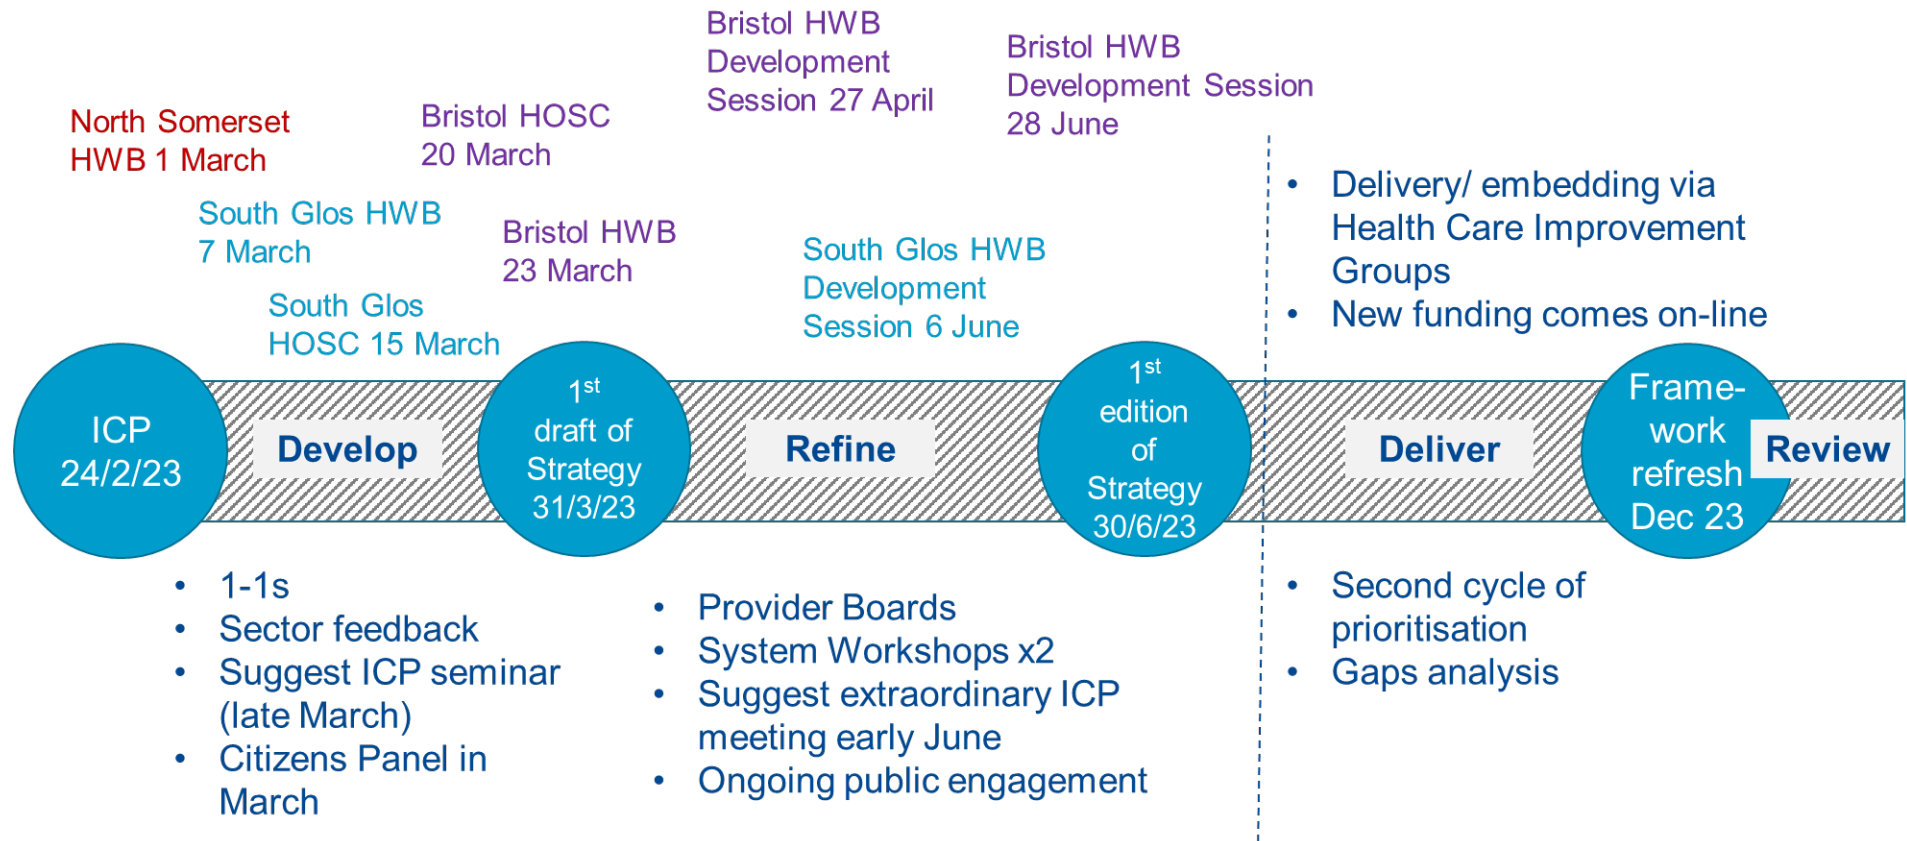 North Somerset
HWB 1 March
South Glos HWB
7 March
South Glos
HOSC 15 March
Bristol HOSC
20 March
Bristol HWB
23 March
Bristol HWB
Development
Session 27 April
South Glos HWB
Development
Session 6 June
Bristol HWB
Development Session
28 June
• Delivery/ embedding via
Health Care Improvement
Groups
• New funding comes on-line
ICP
24/2/23
Develop
1st
draft of
Strategy
31/3/23
Refine
1st
edition
of
Strategy
30/6/23
Deliver
Frame-
work
refresh
Dec 23
Review
• 1-1s
• Sector feedback
• Suggest ICP seminar
(late March)
• Citizens Panel in
March
• Provider Boards
• System Workshops x2
• Suggest extraordinary ICP
meeting early June
• Ongoing public engagement
• Second cycle of
prioritisation
• Gaps analysis